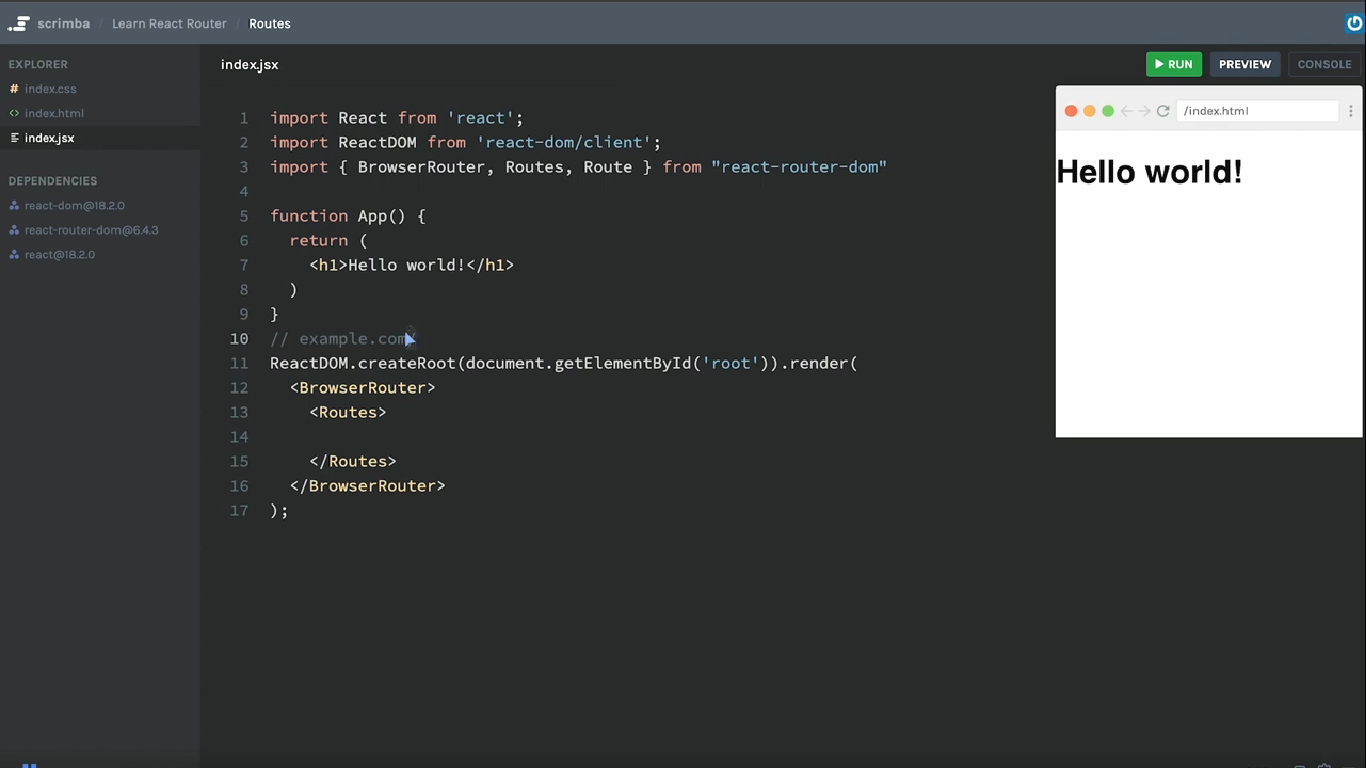 scrimba / Learn React Router / Routes
EXPLORER
# index.css
<> index.html
index.jsx
DEPENDENCIES
react-dom@18.2.0
react-router-dom@6.4.3
react@18.2.0
index.jsx
RUN
PREVIEW
CONSOLE
1 import React from 'react';
2 import ReactDOM from 'react-dom/client';
3 import { BrowserRouter, Routes, Route } from "react-router-dom"
4
5 function App() {
6   return (
7     <h1>Hello world!</h1>
8   )
9 }
10 // example.com/
11 ReactDOM.createRoot(document.getElementById('root')).render(
12   <BrowserRouter>
13     <Routes>
14
15     </Routes>
16   </BrowserRouter>
17 );
/index.html
Hello world!